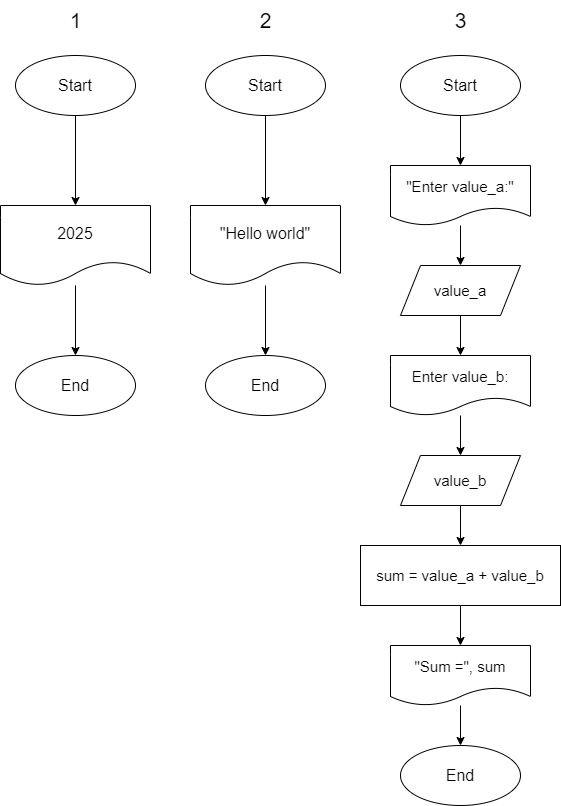 1
Start
2025
End
2
Start
"Hello world"
End
3
Start
"Enter value_a:"
value_a
Enter value_b:
value_b
sum = value_a + value_b
"Sum =", sum
End